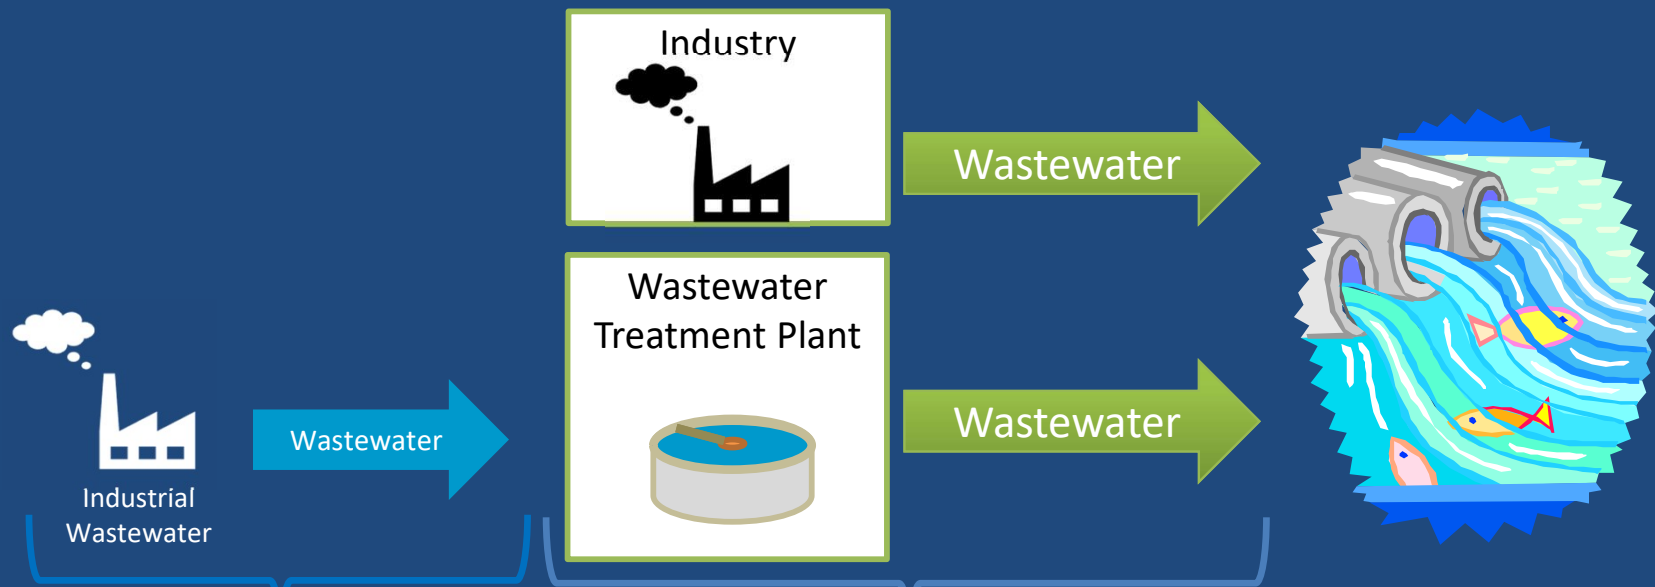 Industry
Wastewater
Wastewater
Treatment Plant
Wastewater
Wastewater
Industrial
Wastewater